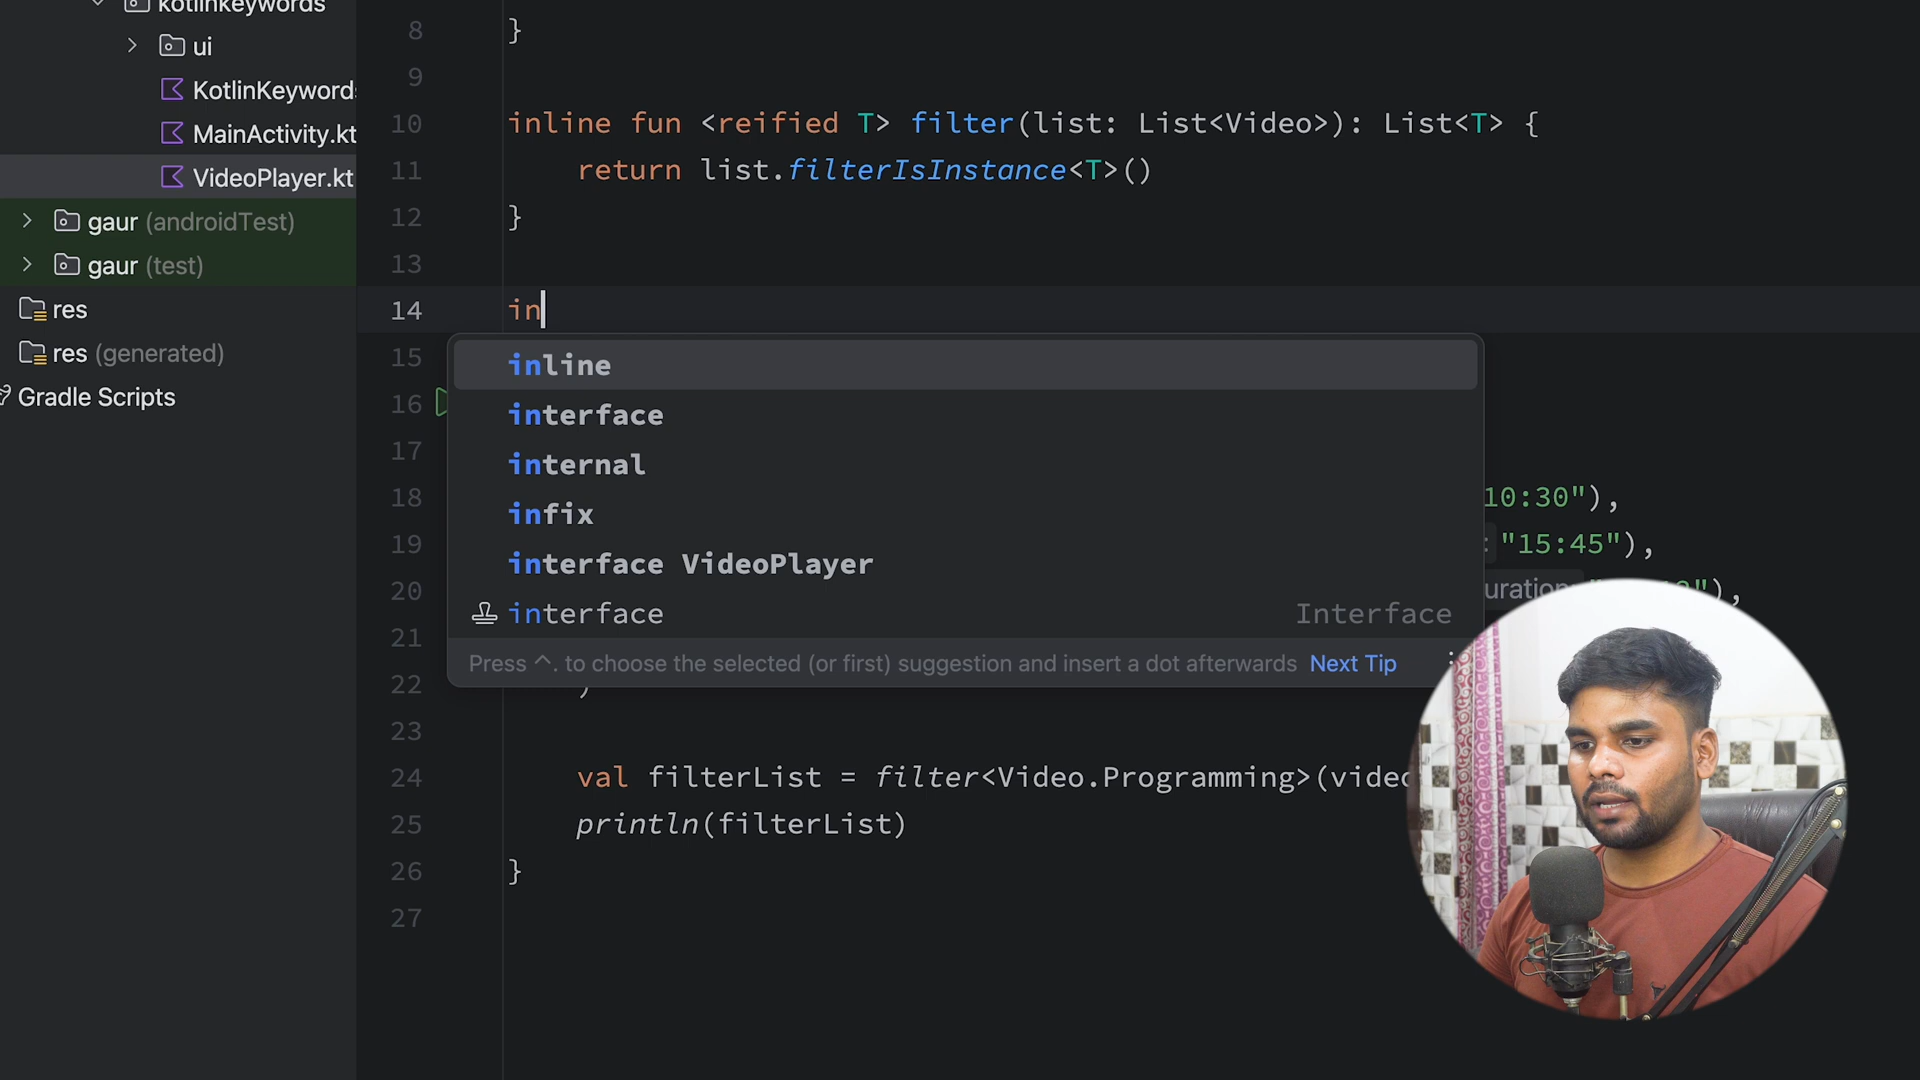 kotlinkeywords
ui
KotlinKeywords
MainActivity.kt
VideoPlayer.kt
gaur (androidTest)
gaur (test)
res
res (generated)
Gradle Scripts
8 }
9
10 inline fun <reified T> filter(list: List<Video>): List<T> {
11 return list.filterIsInstance<T>()
12 }
13
14 in
15
16
17
18 10:30"),
19 : "15:45"),
20 uration: "
21
22 )
23
24 val filterList = filter<Video.Programming>(video
25 println(filterList)
26 }
27
inline
interface
internal
infix
interface VideoPlayer
interface Interface
Press ^. to choose the selected (or first) suggestion and insert a dot afterwards Next Tip